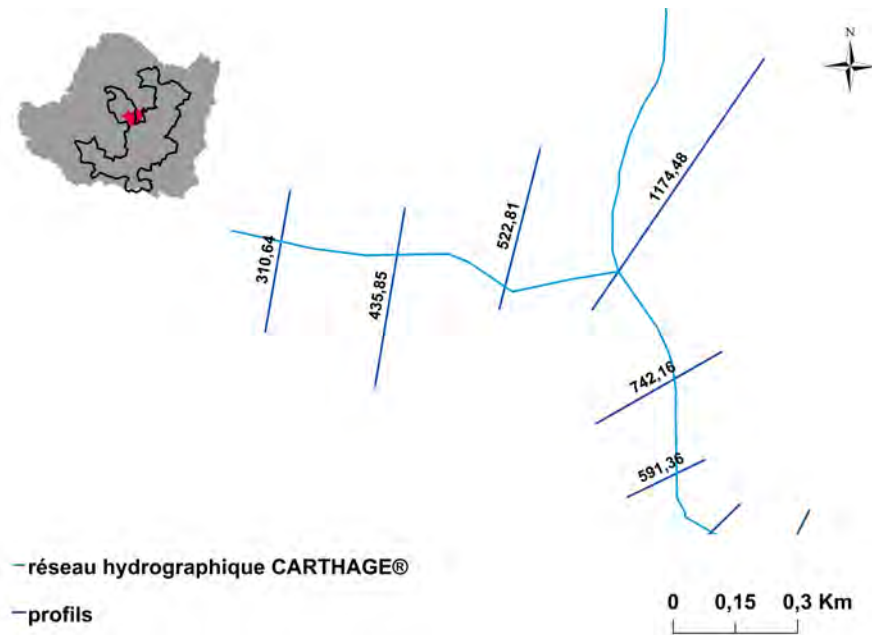 N
1174,48
522,81
310,64
435,85
742,16
591,36
réseau hydrographique CARTHAGE®
profils
0 0,15 0,3 Km